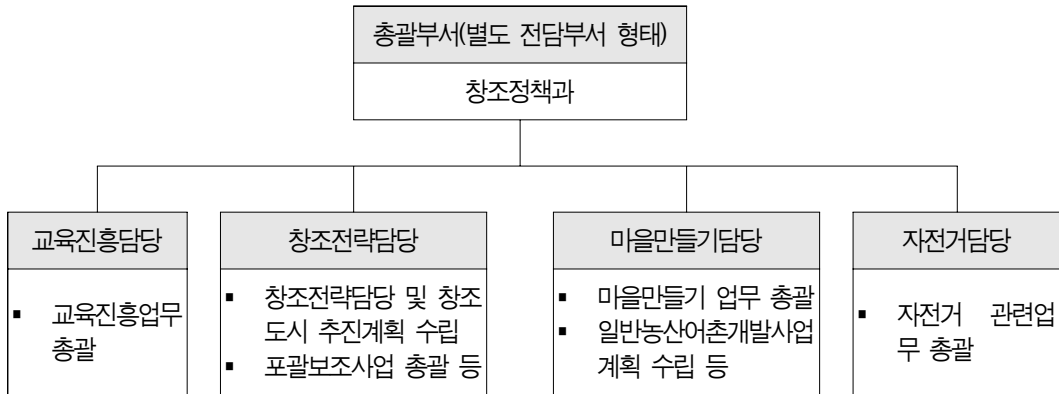 총괄부서(별도 전담부서 형태)
창조정책과
교육진흥담당
▪ 교육진흥업무
총괄
창조전략담당
▪ 창조전략담당 및 창조
도시 추진계획 수립
▪ 포괄보조사업 총괄 등
마을만들기담당
▪ 마을만들기 업무 총괄
▪ 일반농산어촌개발사업
계획 수립 등
자전거담당
▪ 자전거 관련업
무 총괄